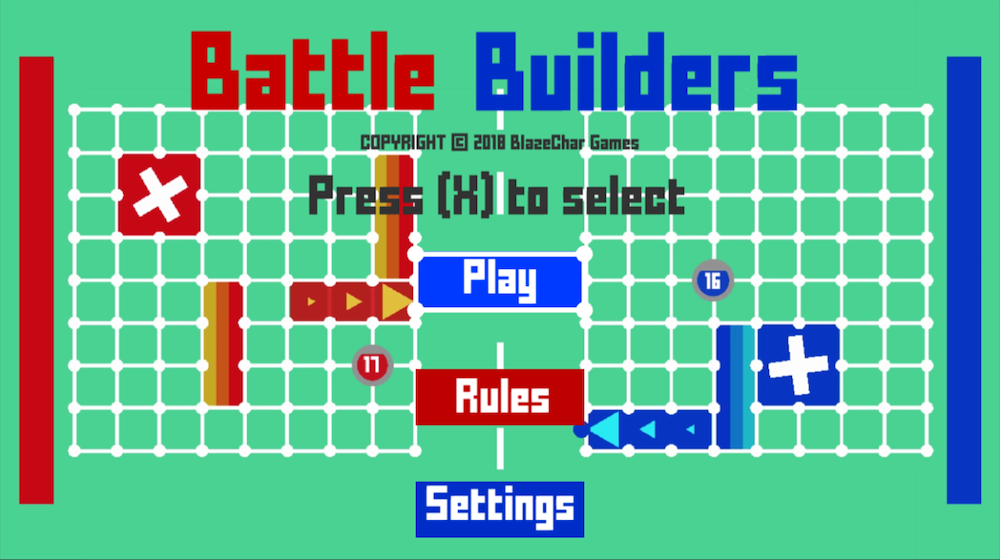 Battle Builders
COPYRIGHT © 2018 BlazeChar Games
Press (X) to select
Play
16
17
Rules
Settings